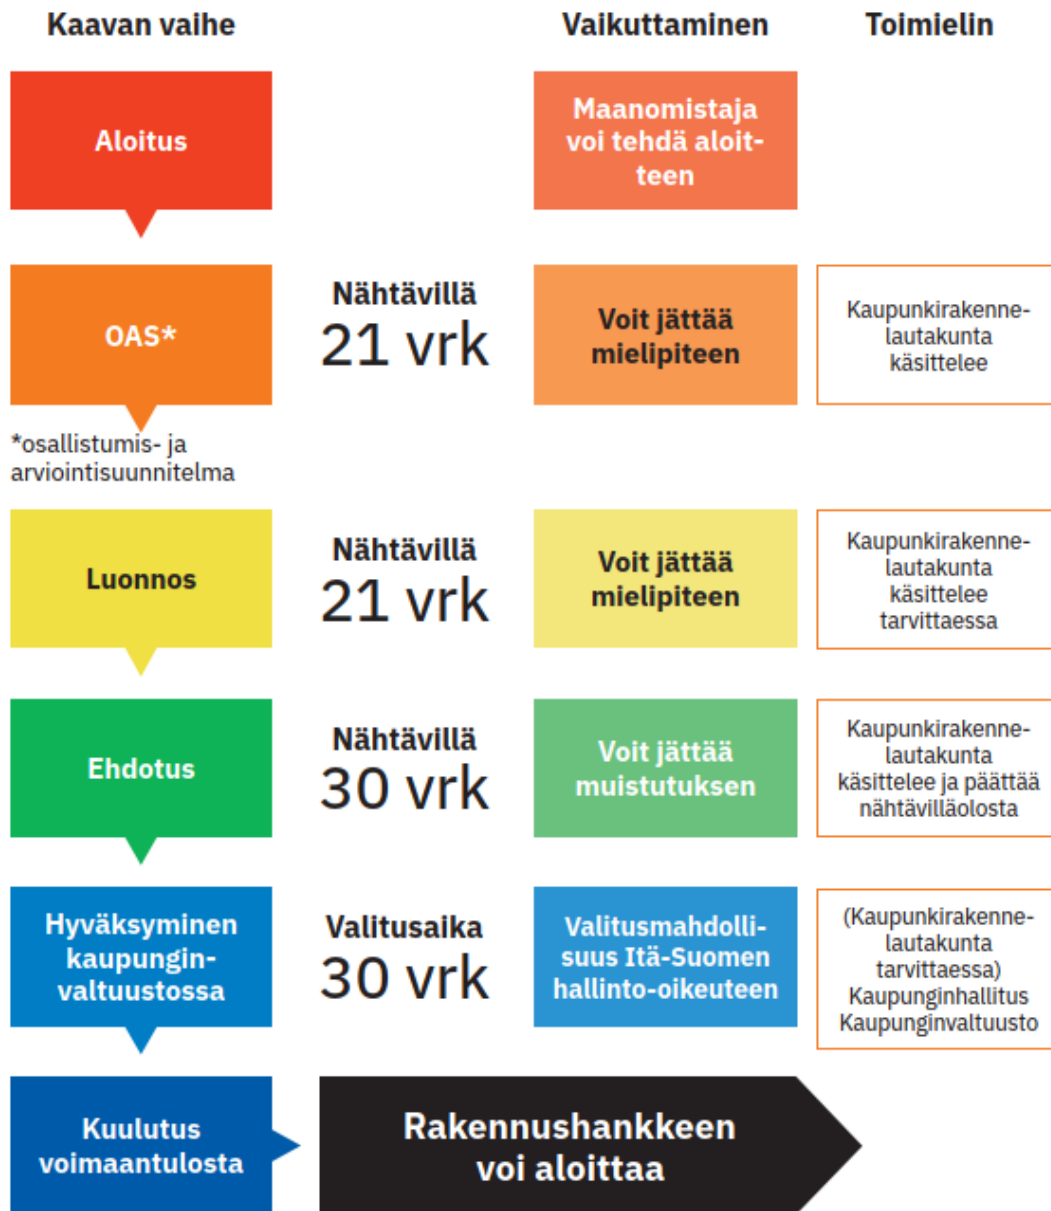 Kaavan vaihe
Vaikuttaminen
Toimielin
Aloitus
Maanomistaja
voi tehdä aloit-
teen
OAS*
Nähtävillä
21 vrk
Voit jättää
mielipiteen
Kaupunkirakenne-
lautakunta
käsittelee
*osallistumis- ja
arviointisuunnitelma
Luonnos
Nähtävillä
21 vrk
Voit jättää
mielipiteen
Kaupunkirakenne-
lautakunta
käsittelee
tarvittaessa
Ehdotus
Nähtävillä
30 vrk
Voit jättää
muistutuksen
Kaupunkirakenne-
lautakunta
käsittelee ja päättää
nähtävilläolosta
Hyväksyminen
kaupungin-
valtuustossa
Valitusaika
30 vrk
Valitusmahdolli-
suus Itä-Suomen
hallinto-oikeuteen
(Kaupunkirakenne-
lautakunta
tarvittaessa)
Kaupunginhallitus
Kaupunginvaltuusto
Kuulutus
voimaantulosta
Rakennushankkeen
voi aloittaa